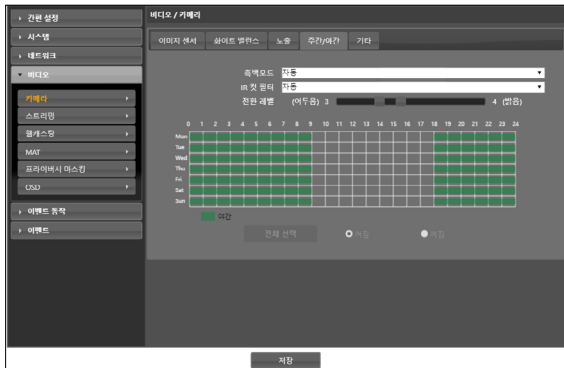 간편 설정
시스템
네트워크
비디오
카메라
스트리밍
웹캐스팅
MAT
프라이버시 마스킹
OSD
이벤트 동작
이벤트
비디오 / 카메라
이미지 센서 화이트 밸런스 노출 주간/야간 기타
흑백모드 자동
IR 컷 필터 자동
전환 레벨 (어두움) 3 4 (밝음)
0 1 2 3 4 5 6 7 8 9 10 11 12 13 14 15 16 17 18 19 20 21 22 23 24
Mon
Tue
Wed
Thu
Fri
Sat
Sun
야간
전체 선택 켜짐 꺼짐
저장